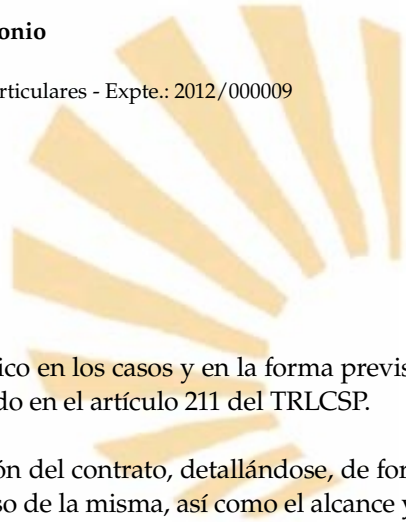 onio
rticulares - Expte.: 2012/000009
ico en los casos y en la forma previs
do en el artículo 211 del TRLCSP.
ón del contrato, detallándose, de for
so de la misma, así como el alcance y